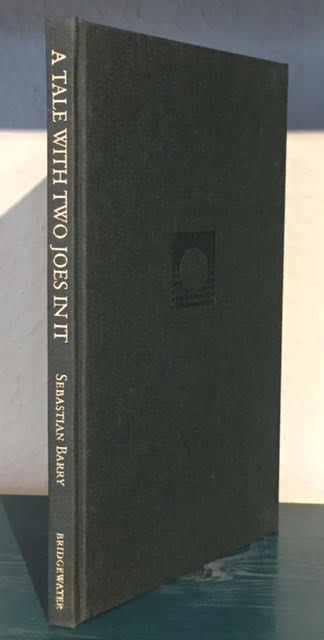 A TALE WITH TWO JOES IN IT
SEBASTIAN BARRY
BRIDGEWATER